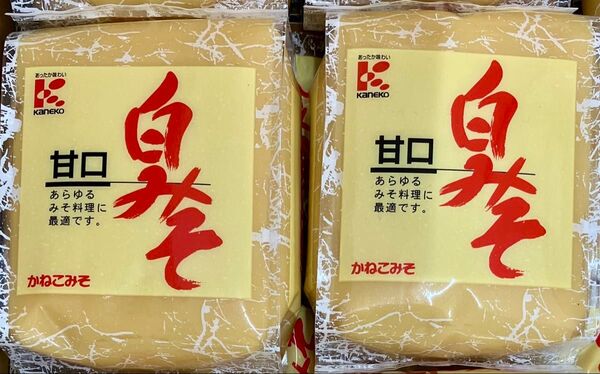 あったか味わい
KANEKO
白みそ
甘口
あらゆる
みそ料理に
最適です。
かねこみそ
あったか味わい
KANEKO
白みそ
甘口
あらゆる
みそ料理に
最適です。
かねこみそ